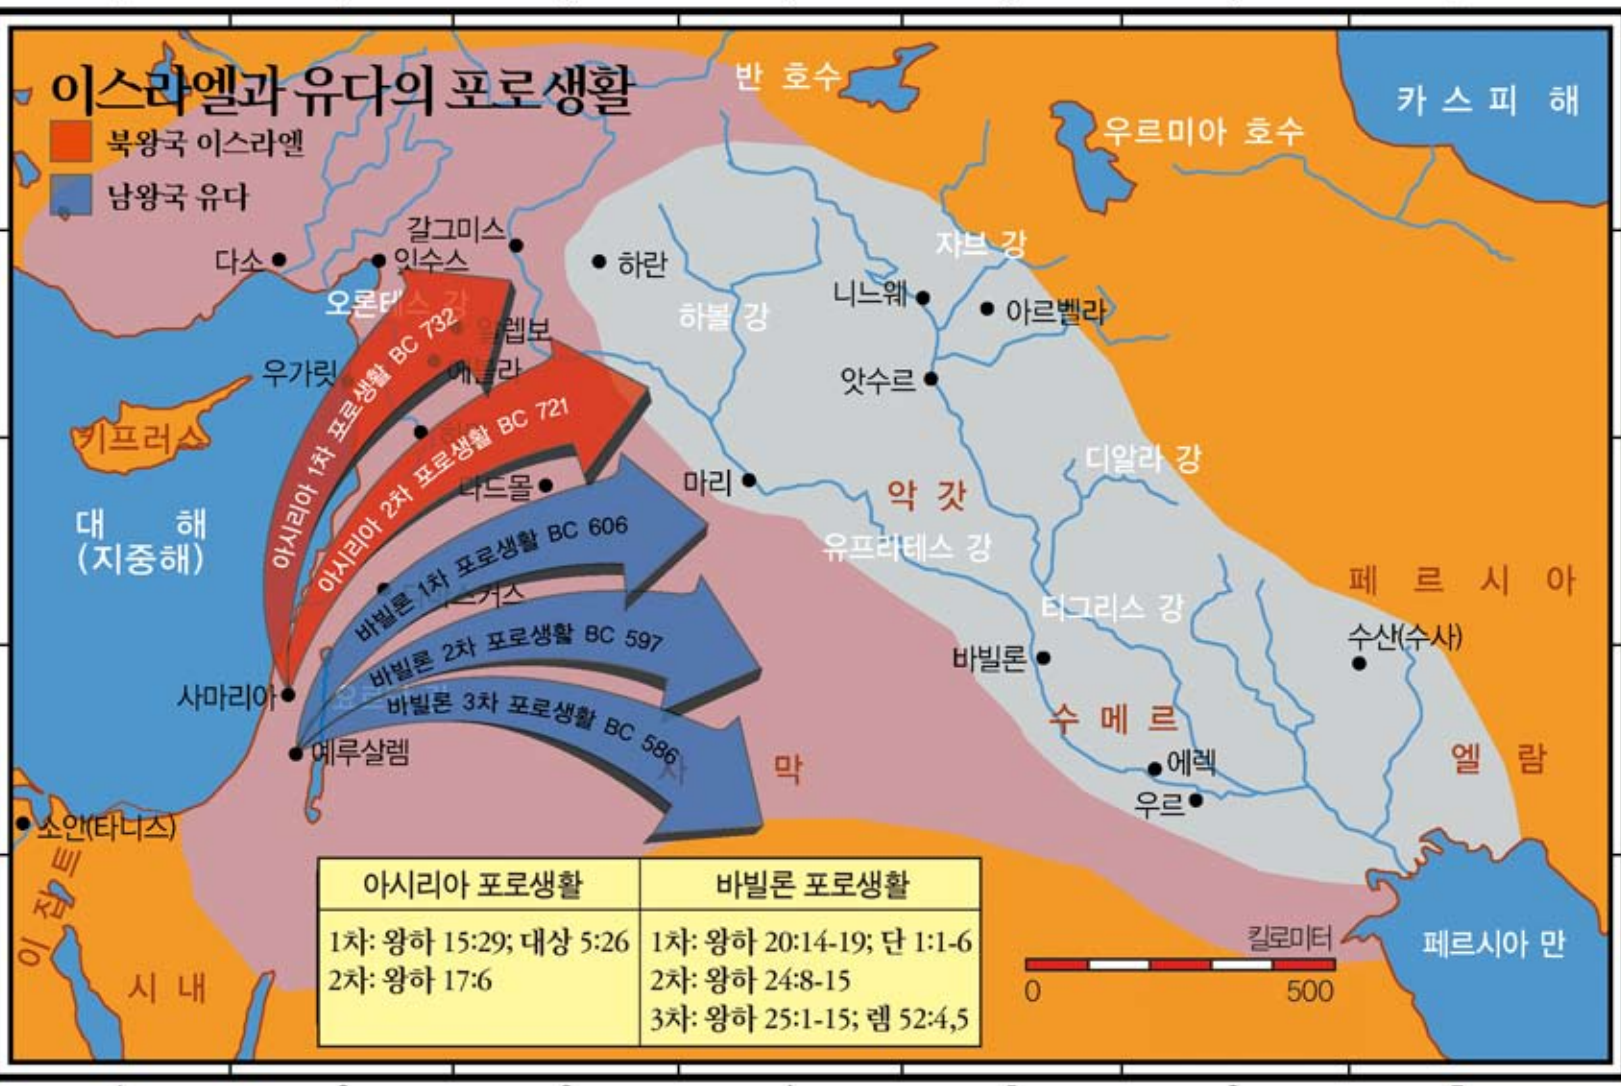 이스라엘과 유다의 포로생활
북왕국 이스라엘
남왕국 유다
반 호수
카 스 피 해
우르미아 호수
갈그미스
다소
잇수스
하란
자브 강
오론테스 강
니느웨
아르벨라
하볼 강
알렙보
우가릿
에블라
앗수르
키프러스
아시리아 1차 포로생활 BC 732
아시리아 2차 포로생활 BC 721
디알라 강
마리
악 갓
대 해
(지중해)
유프라테스 강
바빌론 1차 포로생활 BC 606
페 르 시 아
티그리스 강
수산(수사)
바빌론 2차 포로생활 BC 597
바빌론
사마리아
바빌론 3차 포로생활 BC 586
수 메 르
예루살렘
사 막
에렉
엘 람
우르
소안(타니스)
이 집 트
시 내
아시리아 포로생활
1차: 왕하 15:29; 대상 5:26
2차: 왕하 17:6
바빌론 포로생활
1차: 왕하 20:14-19; 단 1:1-6
2차: 왕하 24:8-15
3차: 왕하 25:1-15; 렘 52:4,5
킬로미터
0 500
페르시아 만